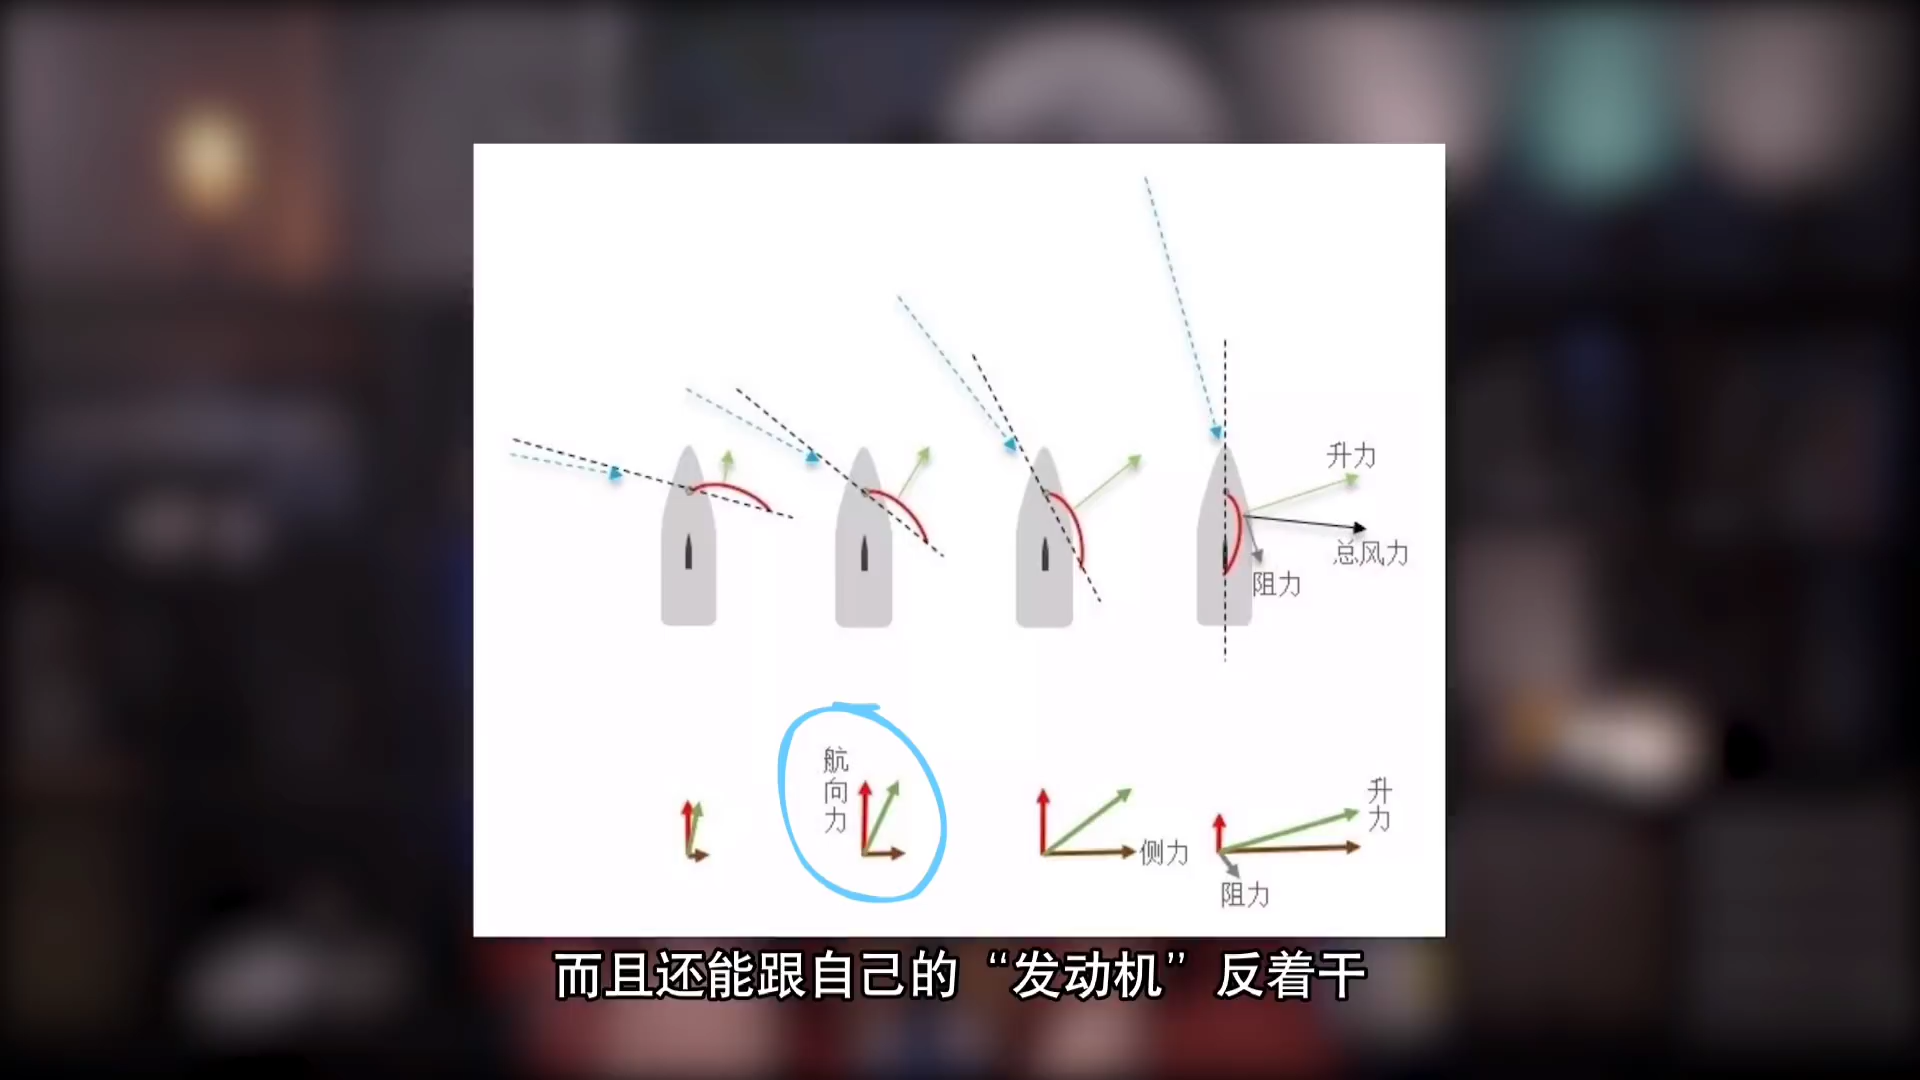 升力
总风力
阻力
航向力
侧力
升力
阻力
而且还能跟自己的“发动机”反着干